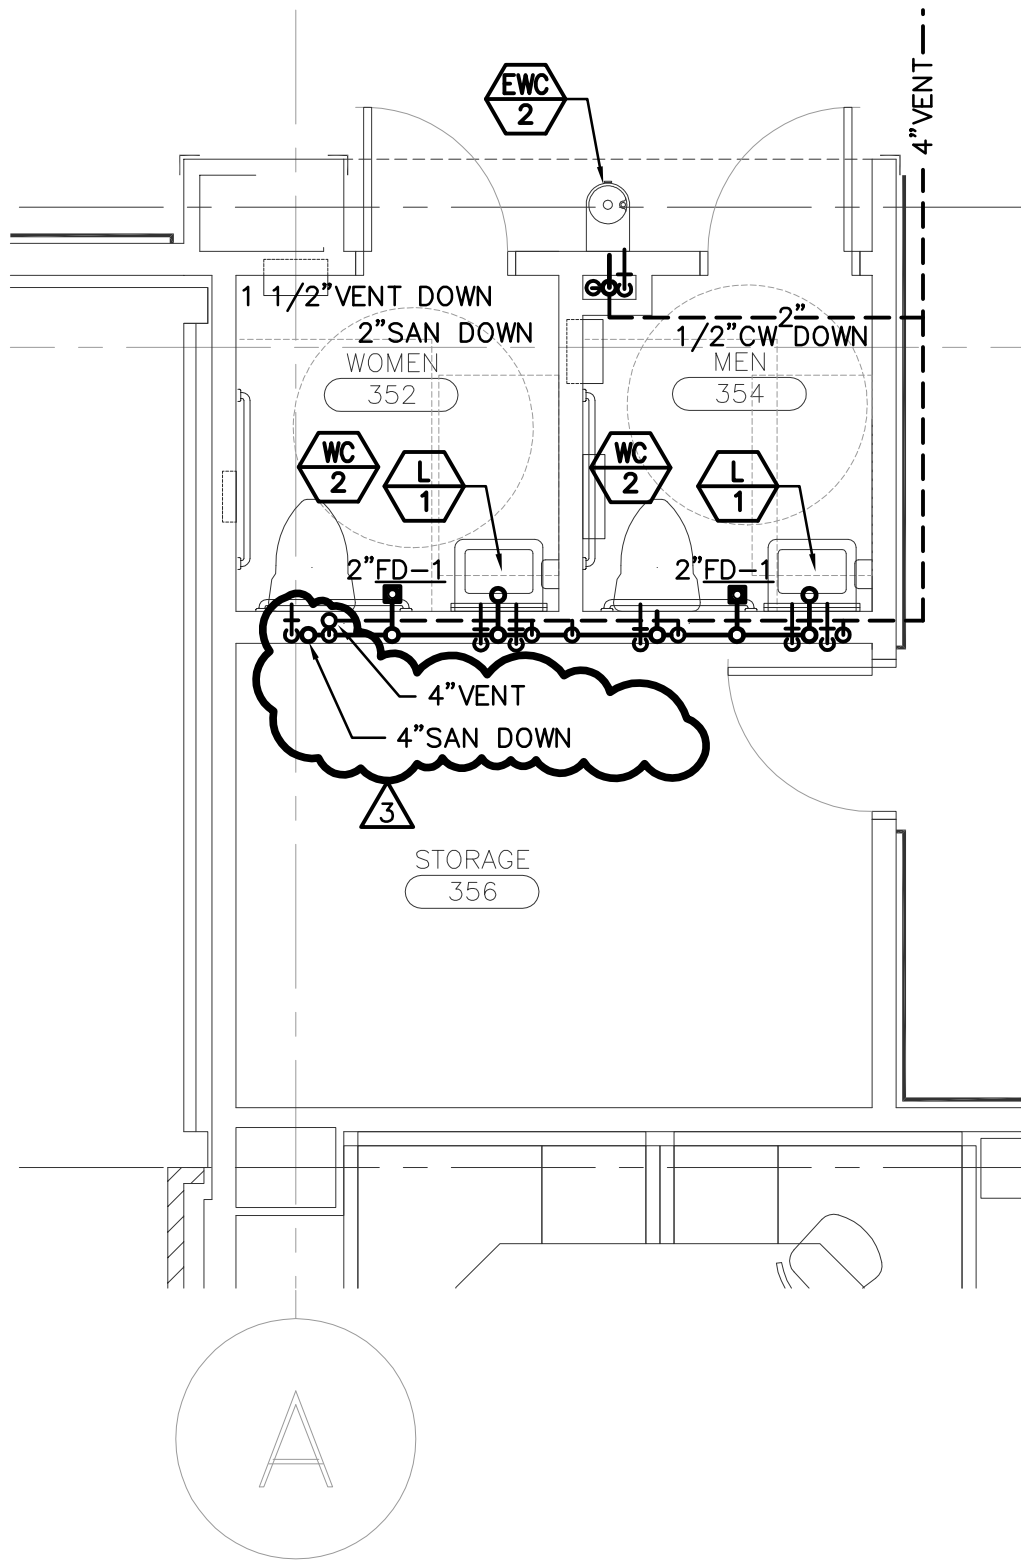 EWC
2
4"VENT
1 1/2"VENT DOWN
2"
2"SAN DOWN
1/2"CW DOWN
WOMEN
352
MEN
354
WC
2
L
1
WC
2
L
1
2"FD-1
2"FD-1
4"VENT
4"SAN DOWN
3
STORAGE
356
A